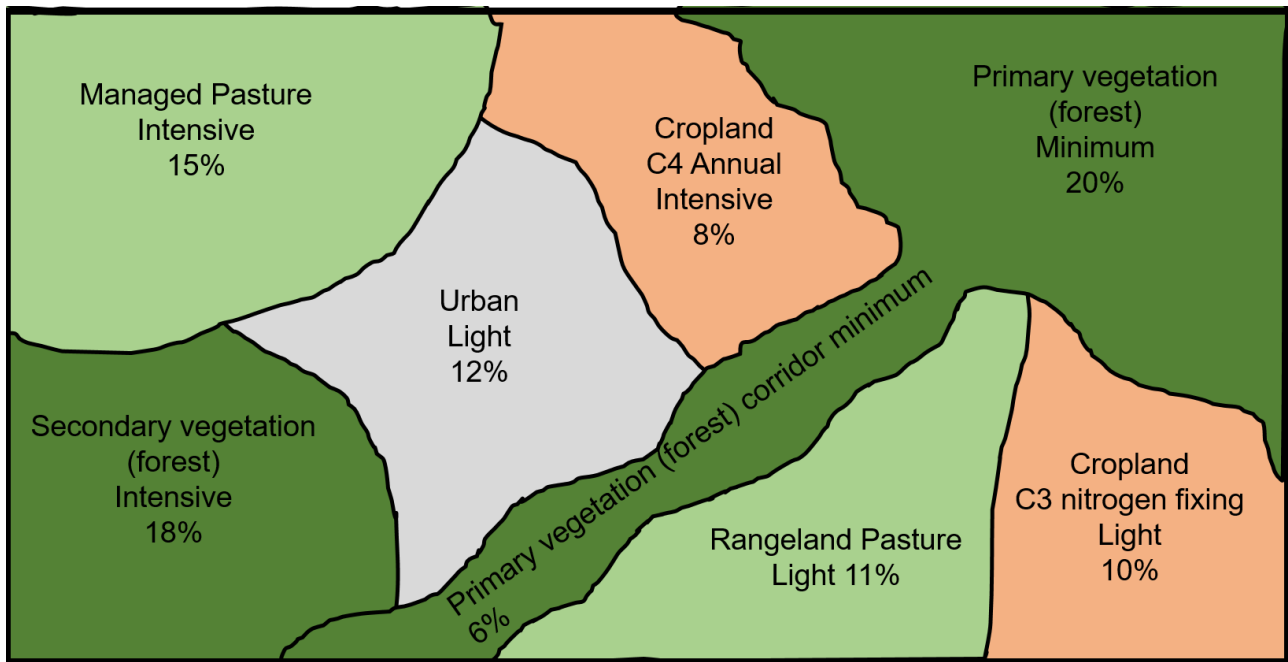 Managed Pasture
Intensive
15%
Cropland
C4 Annual
Intensive
8%
Primary vegetation
(forest)
Minimum
20%
Urban
Light
12%
Secondary vegetation
(forest)
Intensive
18%
Primary vegetation (forest) corridor minimum
6%
Rangeland Pasture
Light 11%
Cropland
C3 nitrogen fixing
Light
10%